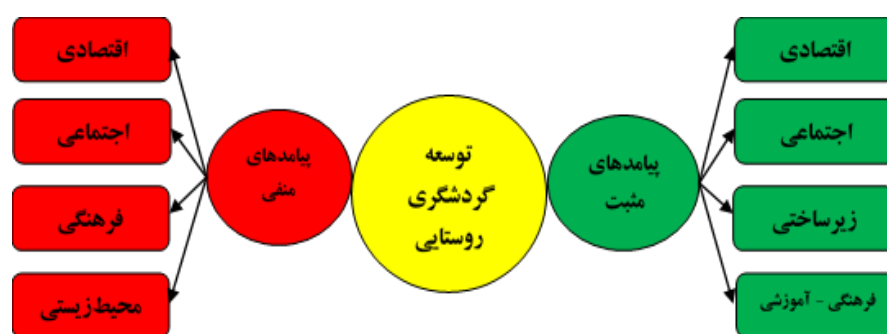 توسعه
گردشگری
روستایی
پیامدهای
مثبت
اقتصادی
اجتماعی
زیرساختی
فرهنگی - آموزشی
پیامدهای
منفی
اقتصادی
اجتماعی
فرهنگی
محیط‌زیستی